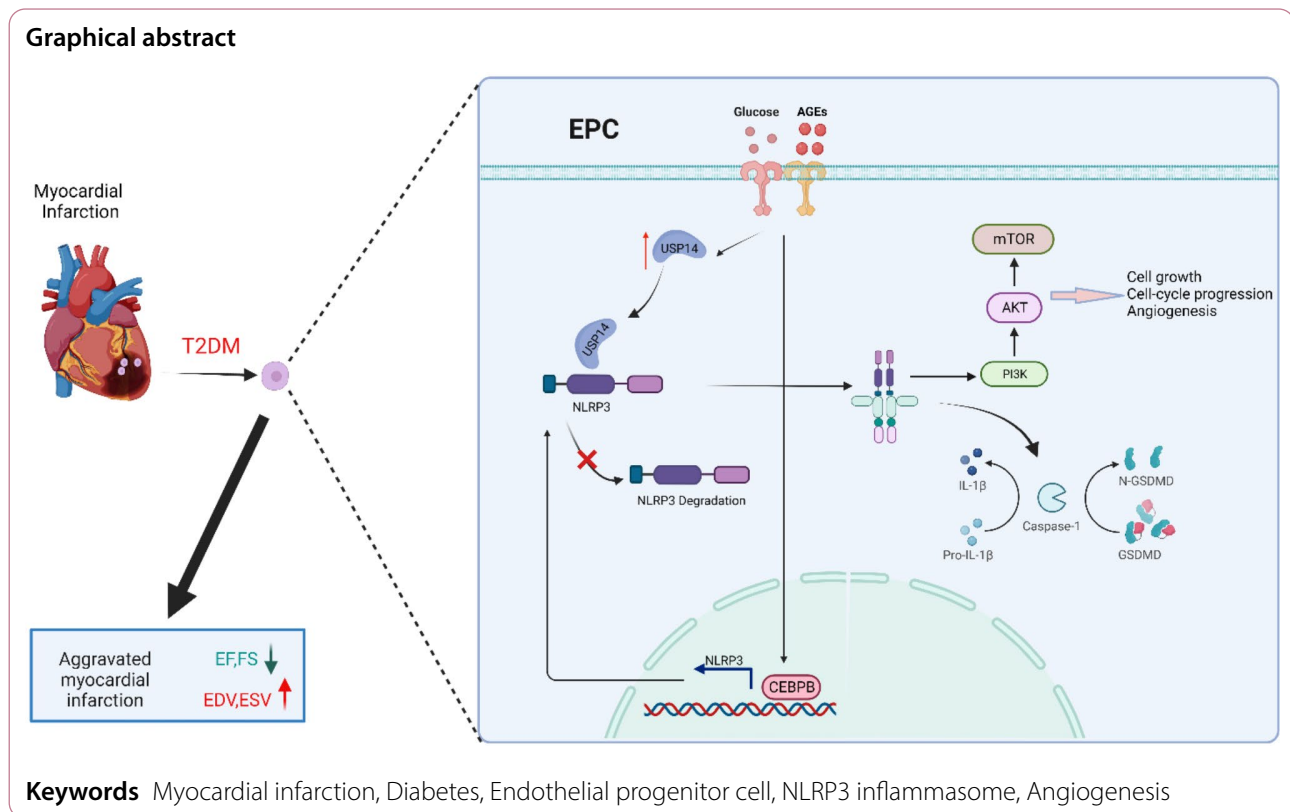 Graphical abstract
Myocardial
Infarction
T2DM
Aggravated
myocardial
infarction
EF,FS
EDV,ESV
EPC
Glucose
AGEs
USP14
USP14
NLRP3
NLRP3 Degradation
mTOR
AKT
PI3K
Cell growth
Cell-cycle progression
Angiogenesis
IL-1β
Pro-IL-1β
Caspase-1
N-GSDMD
GSDMD
NLRP3
CEBPB
Keywords Myocardial infarction, Diabetes, Endothelial progenitor cell, NLRP3 inflammasome, Angiogenesis